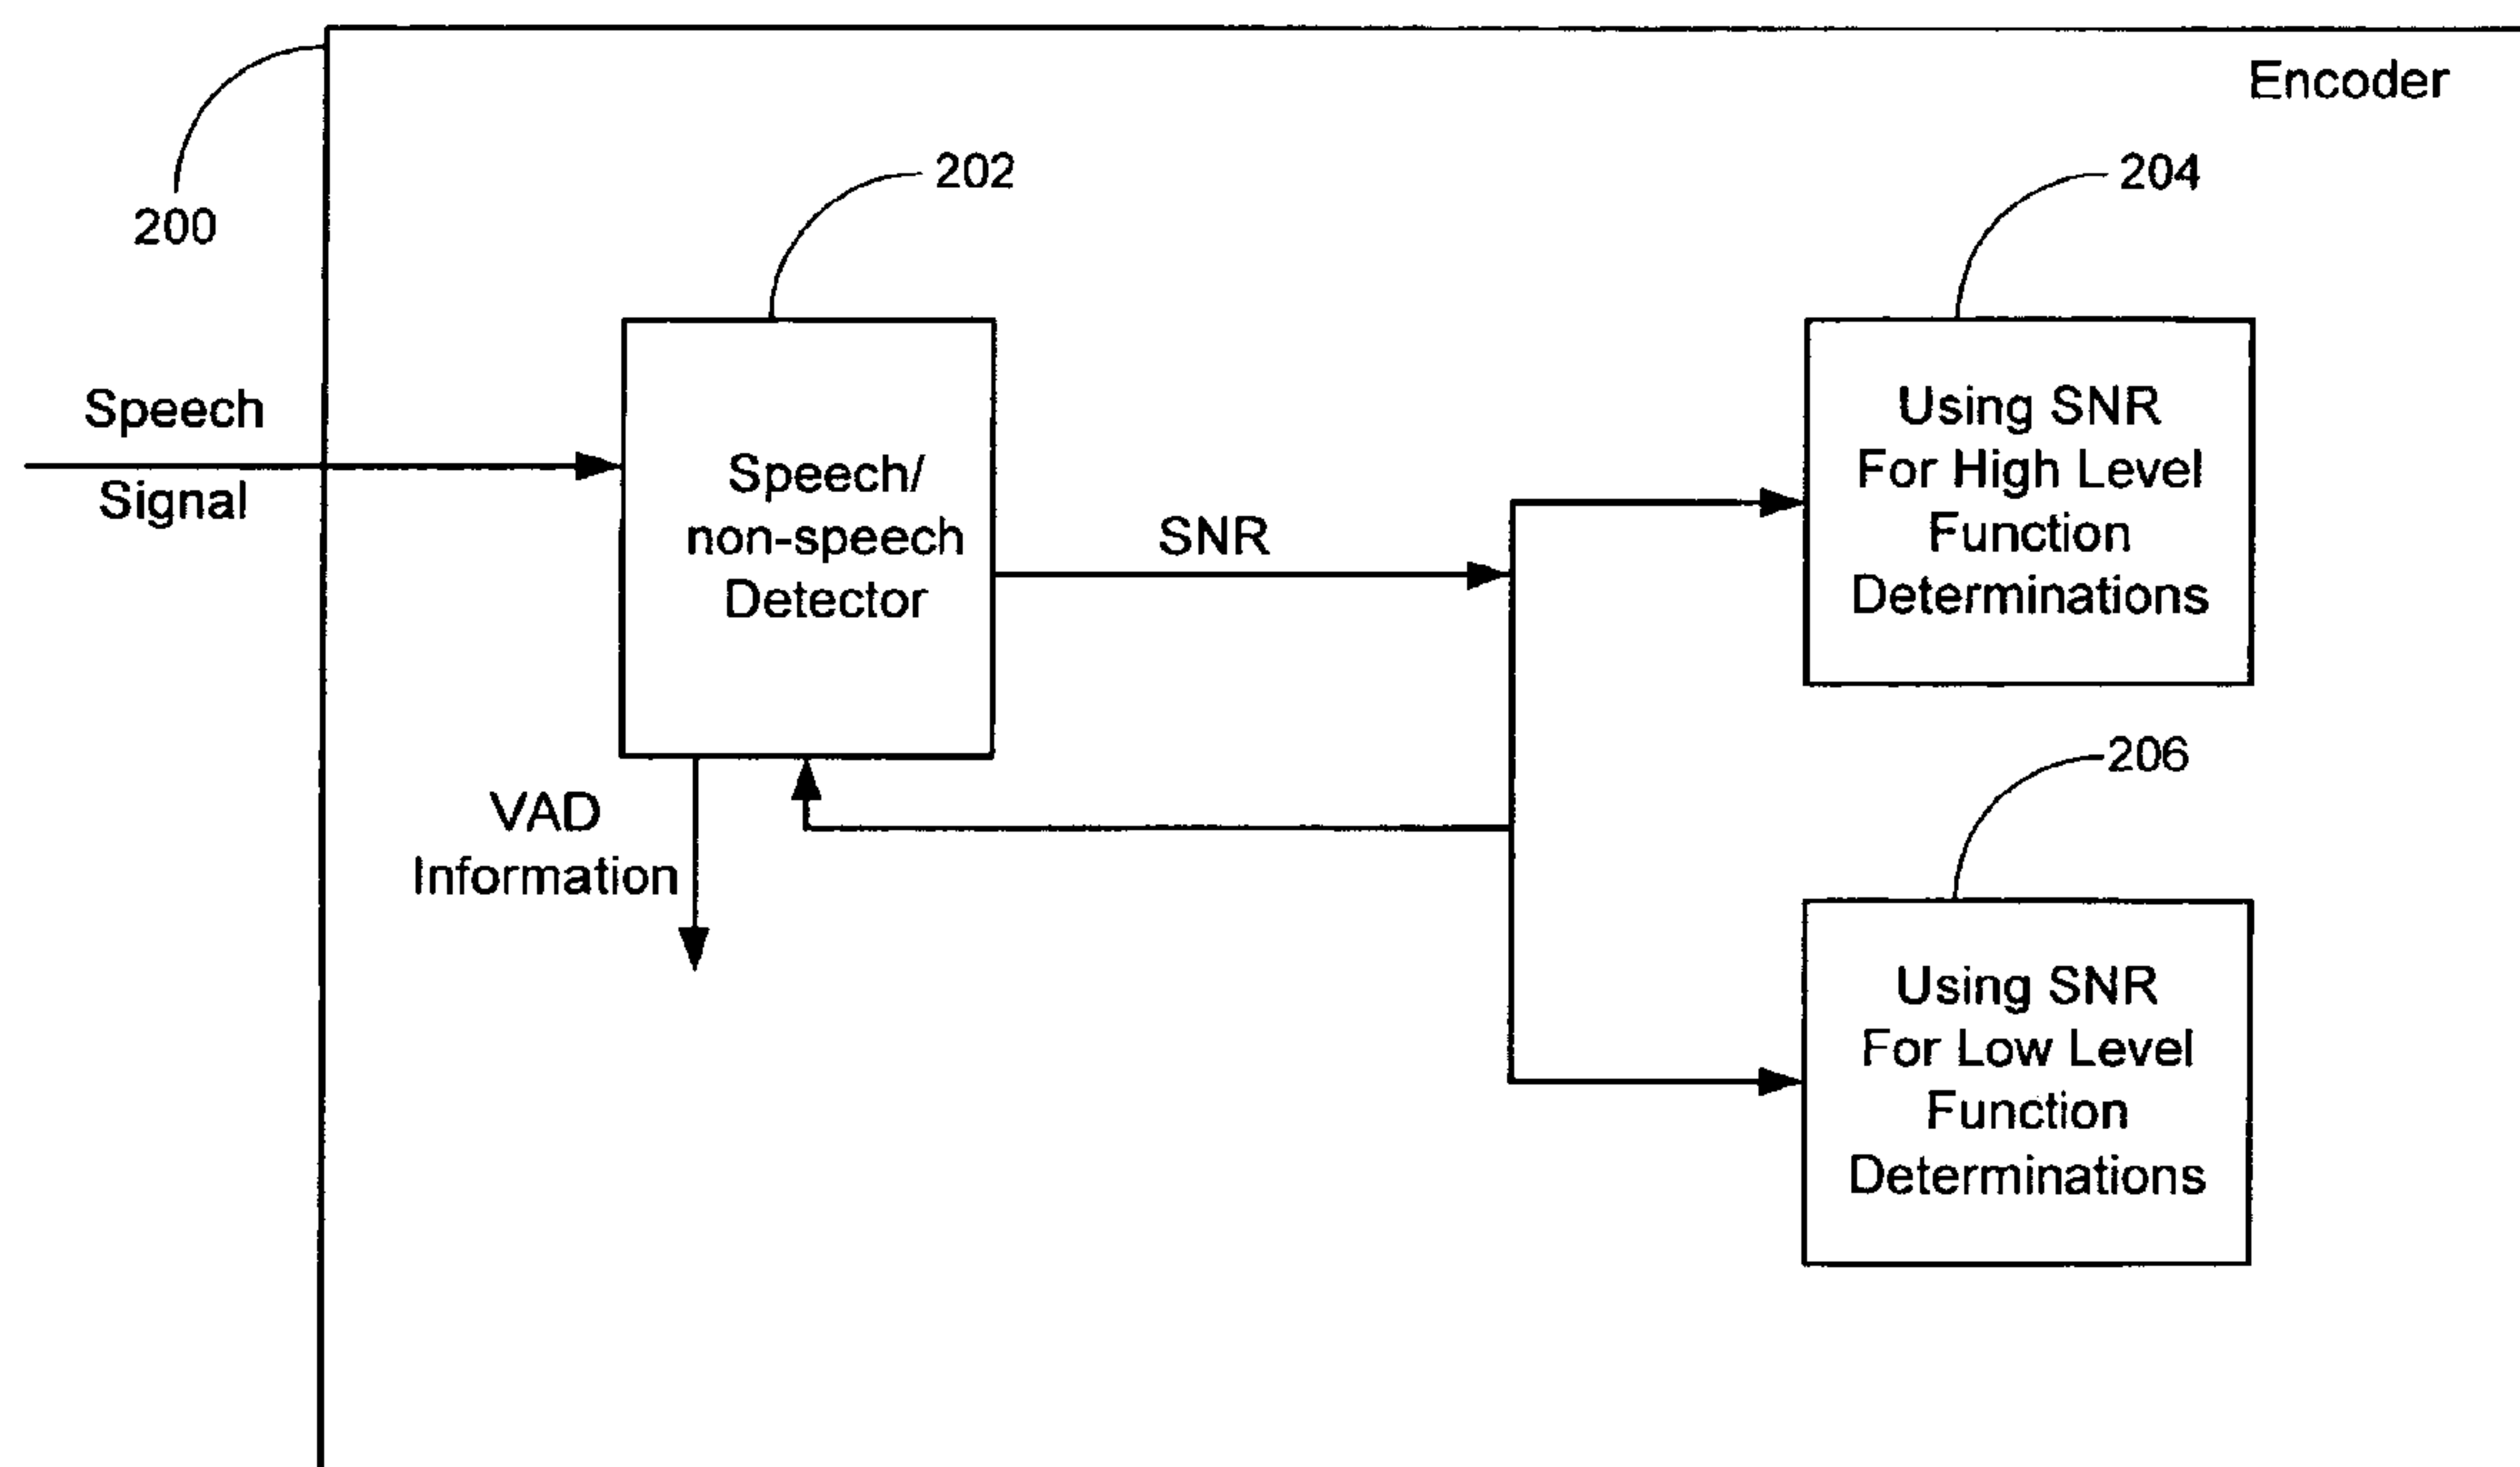 Encoder
202
204
200
Speech
Signal
Speech/
non-speech
Detector
SNR
Using SNR
For High Level
Function
Determinations
VAD
Information
206
Using SNR
For Low Level
Function
Determinations